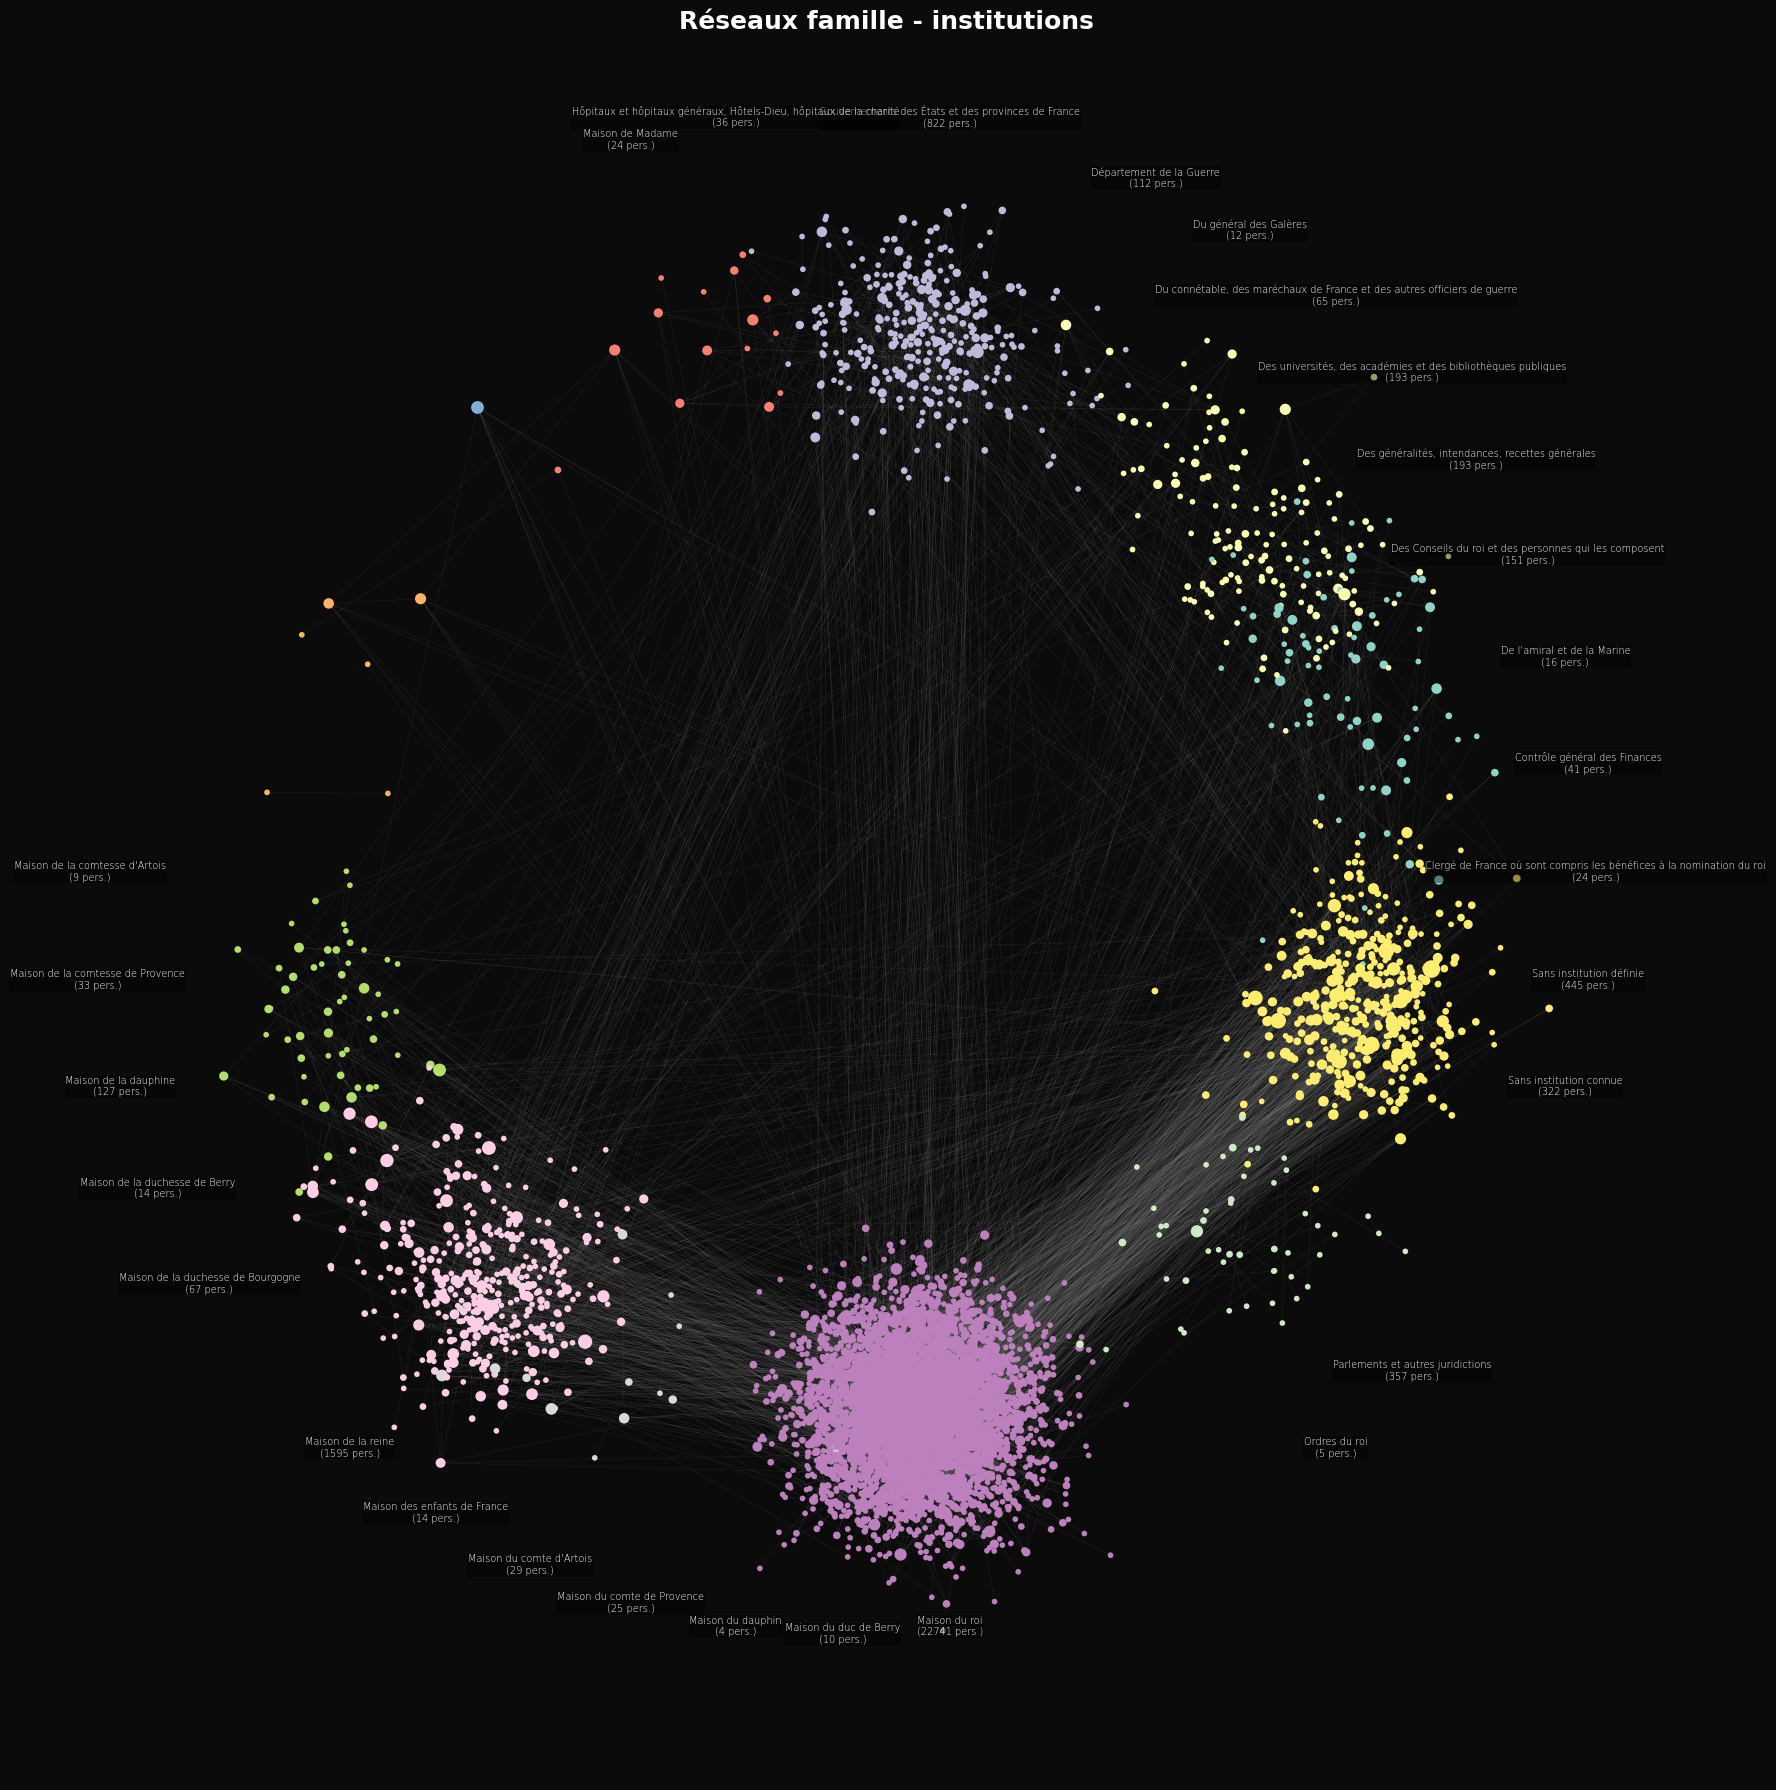 Réseaux famille - institutions
Hôpitaux et hôpitaux généraux, Hôtels-Dieu, hôpitaux de la charité
(36 pers.)
des États et des provinces de France
(822 pers.)
Maison de Madame
(24 pers.)
Département de la Guerre
(112 pers.)
Du général des Galères
(12 pers.)
Du connétable, des maréchaux de France et des autres officiers de guerre
(65 pers.)
Des universités, des académies et des bibliothèques publiques
(193 pers.)
Des généralités, intendances, recettes générales
(193 pers.)
Des Conseils du roi et des personnes qui les composent
(151 pers.)
De l'amiral et de la Marine
(16 pers.)
Contrôle général des Finances
(41 pers.)
Clergé de France où sont compris les bénéfices à la nomination du roi
(24 pers.)
Maison de la comtesse d'Artois
(9 pers.)
Sans institution définie
(445 pers.)
Maison de la comtesse de Provence
(33 pers.)
Sans institution connue
(322 pers.)
Maison de la dauphine
(127 pers.)
Maison de la duchesse de Berry
(14 pers.)
Maison de la duchesse de Bourgogne
(67 pers.)
Parlements et autres juridictions
(357 pers.)
Maison de la reine
(1595 pers.)
Ordres du roi
(5 pers.)
Maison des enfants de France
(14 pers.)
Maison du comte d'Artois
(29 pers.)
Maison du comte de Provence
(25 pers.)
Maison du dauphin
(4 pers.)
Maison du duc de Berry
(10 pers.)
Maison du roi
pers.)